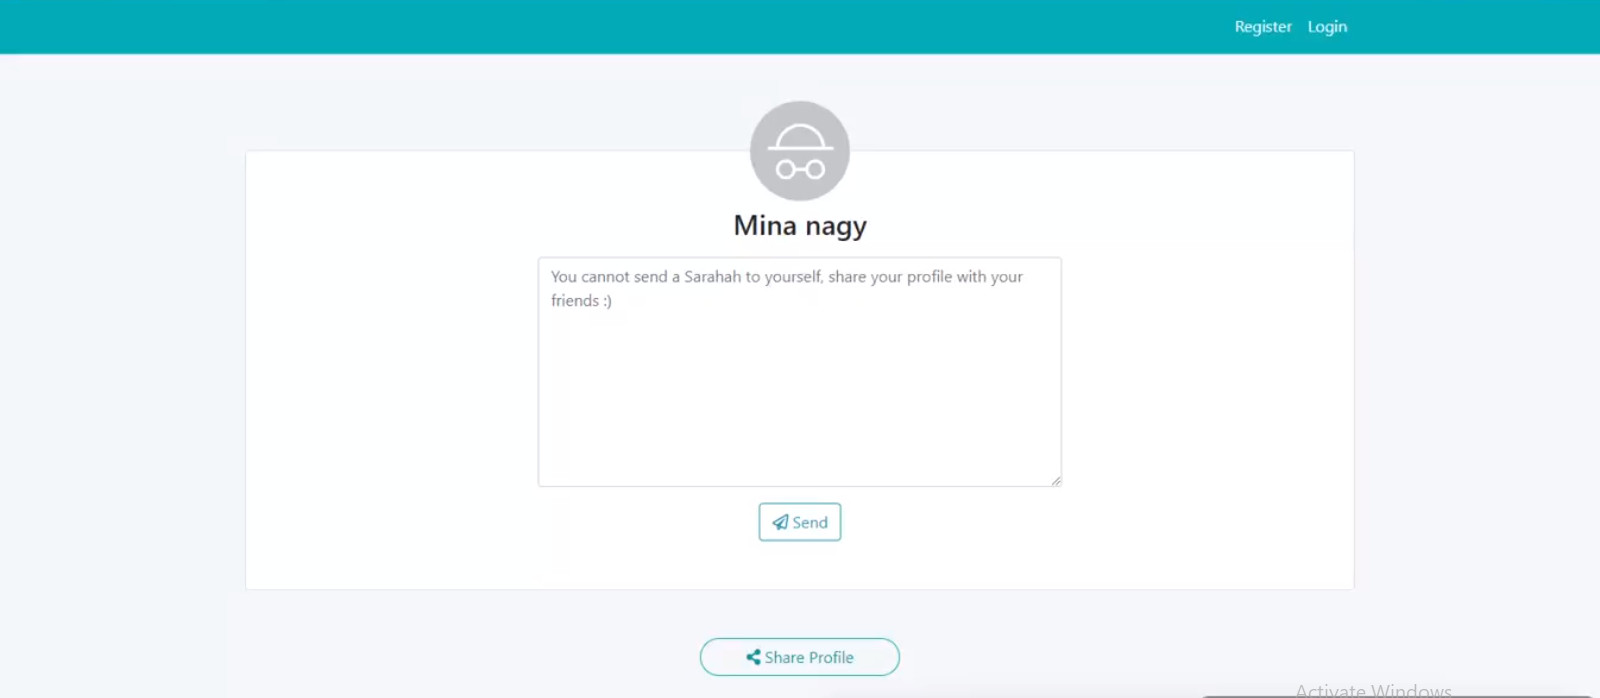 Register Login
Mina nagy
You cannot send a Sarahah to yourself, share your profile with your
friends :)
Send
Share Profile
Activate Windows